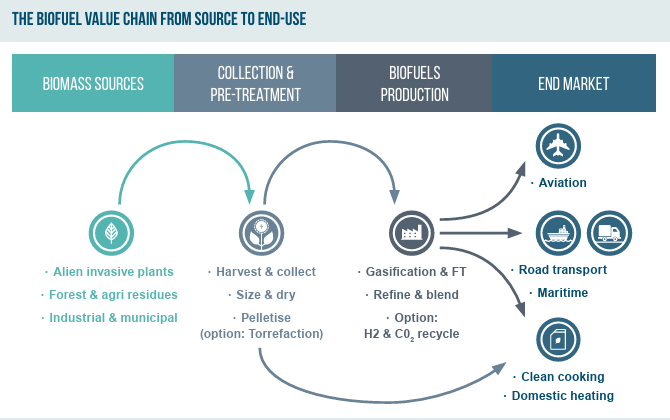 THE BIOFUEL VALUE CHAIN FROM SOURCE TO END-USE
BIOMASS SOURCES
COLLECTION &
PRE-TREATMENT
BIOFUELS
PRODUCTION
END MARKET
· Alien invasive plants
· Forest & agri residues
· Industrial & municipal
· Harvest & collect
· Size & dry
· Pelletise
(option: Torrefaction)
· Gasification & FT
· Refine & blend
· Option:
H2 & C0₂ recycle
· Aviation
· Road transport
· Maritime
· Clean cooking
· Domestic heating